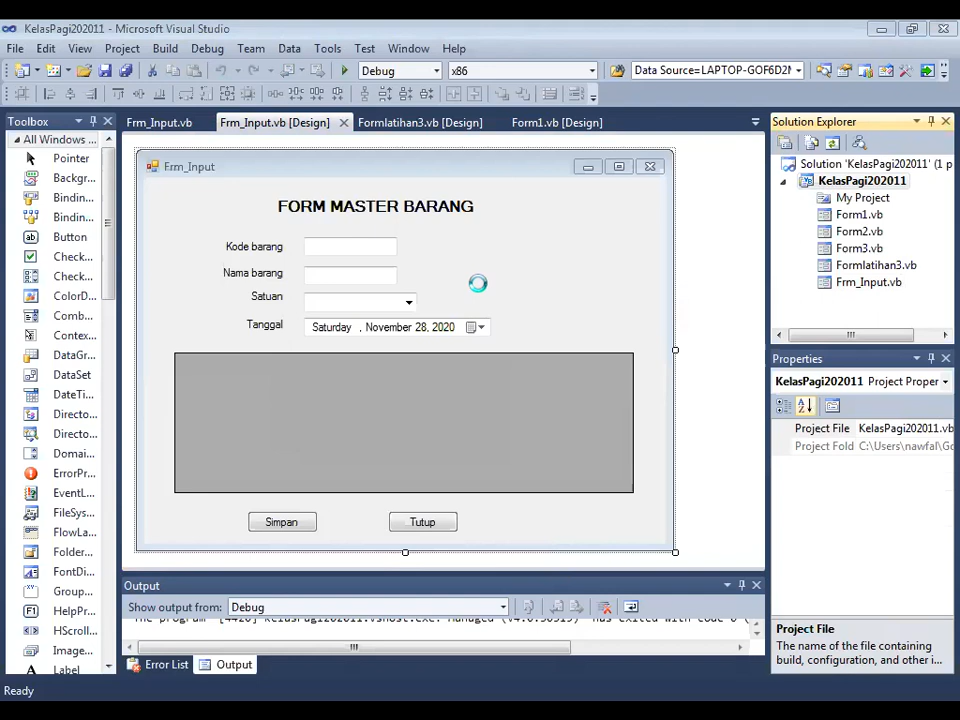 KelasPagi202011 - Microsoft Visual Studio
File Edit View Project Build Debug Team Data Tools Test Window Help
Debug x86 Data Source=LAPTOP-GOF6D2M
Toolbox
All Windows...
Pointer
Backgr...
Bindin...
Bindin...
Button
Check...
Check...
ColorD...
Comb...
Contex...
DataGr...
DataSet
DateTi...
Directo...
Directo...
Domai...
ErrorPr...
EventL...
FileSys...
FlowLa...
Folder...
FontDi...
Group...
HelpPr...
HScroll...
Image...
Label
Frm_Input.vb Frm_Input.vb [Design] Formlatihan3.vb [Design] Form1.vb [Design]
Frm_Input
FORM MASTER BARANG
Kode barang
Nama barang
Satuan
Tanggal Saturday , November 28, 2020
Simpan Tutup
Output
Show output from: Debug
Error List Output
Solution Explorer
Solution 'KelasPagi202011' (1 p
KelasPagi202011
My Project
Form1.vb
Form2.vb
Form3.vb
Formlatihan3.vb
Frm_Input.vb
Properties
KelasPagi202011 Project Proper
Project File KelasPagi202011.vb
Project Fold C:\Users\nawfal\Go
Project File
The name of the file containing
build, configuration, and other i...
Ready